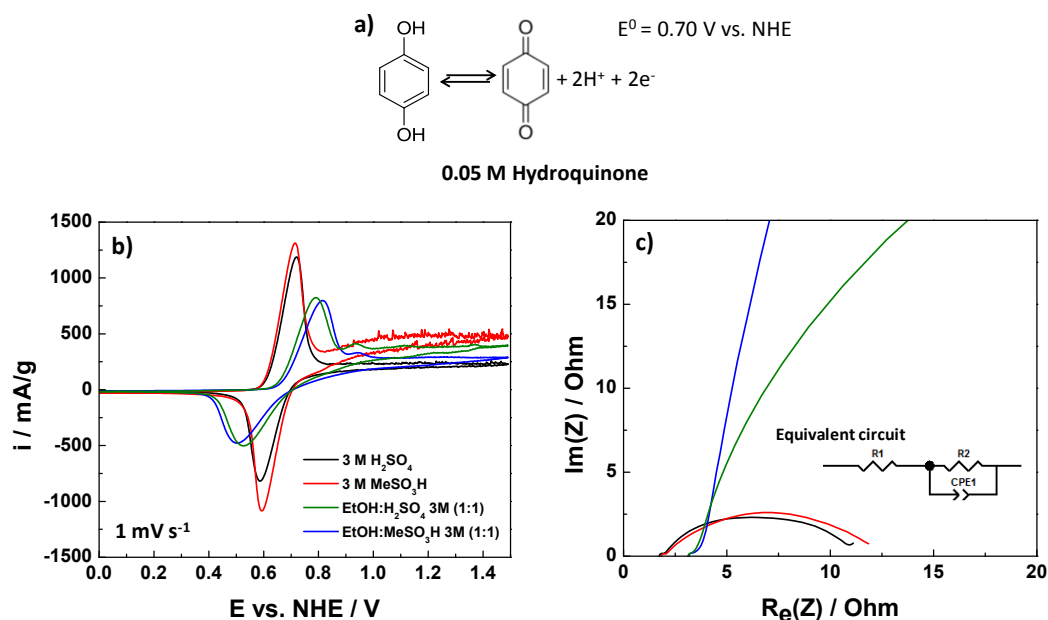 a)
E⁰ = 0.70 V vs. NHE
OH
OH
O
O
+ 2H⁺ + 2e⁻
0.05 M Hydroquinone
b)
1500
1000
500
0
-500
-1000
-1500
i / mA/g
3 M H₂SO₄
3 M MeSO₃H
EtOH:H₂SO₄ 3M (1:1)
EtOH:MeSO₃H 3M (1:1)
1 mV s⁻¹
0.0 0.2 0.4 0.6 0.8 1.0 1.2 1.4
E vs. NHE / V
c)
20
15
10
5
0
Im(Z) / Ohm
Equivalent circuit
R1 R2
CPE1
0 5 10 15 20
Re(Z) / Ohm